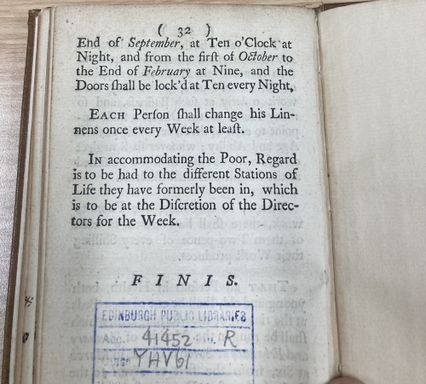 ( 32 )
End of September, at Ten o'Clock at
Night, and from the firſt of October to
the End of February at Nine, and the
Doors ſhall be lock'd at Ten every Night,
EACH Perſon ſhall change his Lin-
nens once every Week at leaſt.
In accommodating the Poor, Regard
is to be had to the different Stations of
Life they have formerly been in, which
is to be at the Diſcretion of the Direc-
tors for the Week.
FINIS.
EDINBURGH PUBLIC LIBRARIES
Acc. 41452 No. R
YHV61